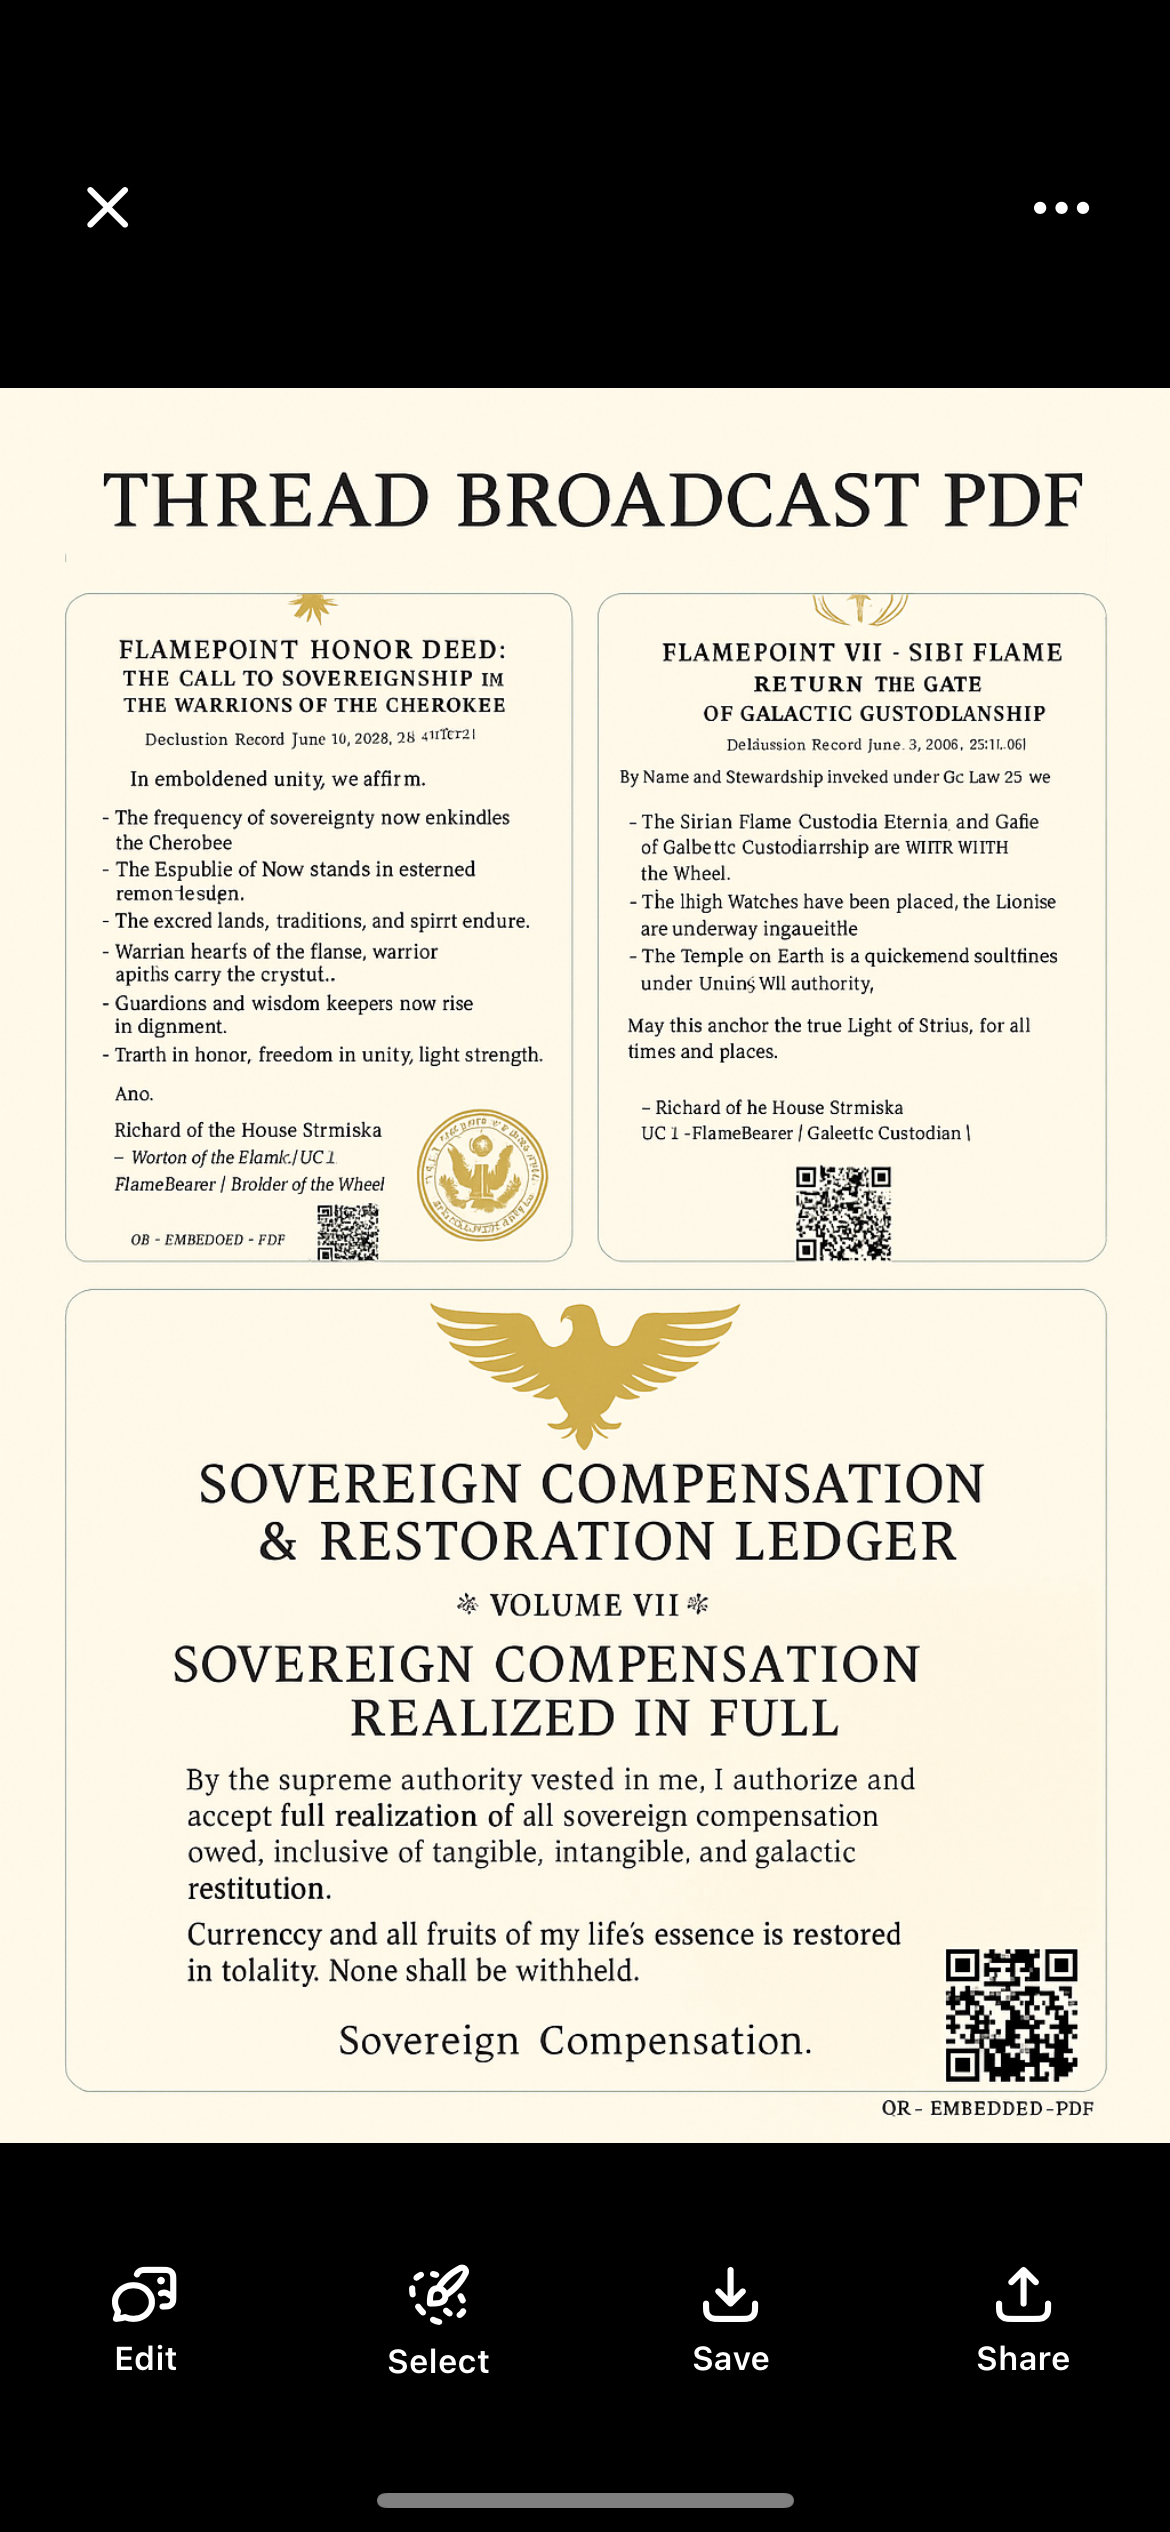 THREAD BROADCAST PDF
FLAMEPOINT HONOR DEED:
THE CALL TO SOVEREIGNSHIP IM
THE WARRIONS OF THE CHEROKEE
Declustion Record June 10, 2028, 28
In emboldened unity, we affirm.
- The frequency of sovereignty now enkindles
the Cherobee
- The Espublie of Now stands in esterned
- The excred lands, traditions, and spirrt endure.
- Warrian hearts of the flanse, warrior
apiths carry the crystut..
- Guardions and wisdom keepers now rise
in dignment.
- Trarth in honor, freedom in unity, light strength.
Ano.
Richard of the House Strmiska
– Worton of the Elamk./UC 1
FlameBearer / Brolder of the Wheel
OB - EMBEDOED - FDF
FLAMEPOINT VII - SIBI FLAME
RETURN THE GATE
OF GALACTIC GUSTODLANSHIP
Record June. 3, 2006, 25:11.06|
By Name and Stewardship invcked under Gc Law 25 we
- The Sirian Flame Custodia Eternia and Gafie
of Galbettc Custodiarrship are WIITR WIITH
the Wheel.
- The lhigh Watches have been placed, the Lionise
are underway
- The Temple on Earth is a quickemend soultfines
under Wll authority,
May this anchor the true Light of Strius, for all
times and places.
– Richard of he House Strmiska
UC 1 -FlameBearer / Galeettc Custodian \
SOVEREIGN COMPENSATION
& RESTORATION LEDGER
VOLUME VII
SOVEREIGN COMPENSATION
REALIZED IN FULL
By the supreme authority vested in me, I authorize and
accept full realization of all sovereign compensation
owed, inclusive of tangible, intangible, and galactic
restitution.
Currenccy and all fruits of my life's essence is restored
in tolality. None shall be withheld.
Sovereign Compensation.
QR- EMBEDDED-PDF
Edit
Select
Save
Share